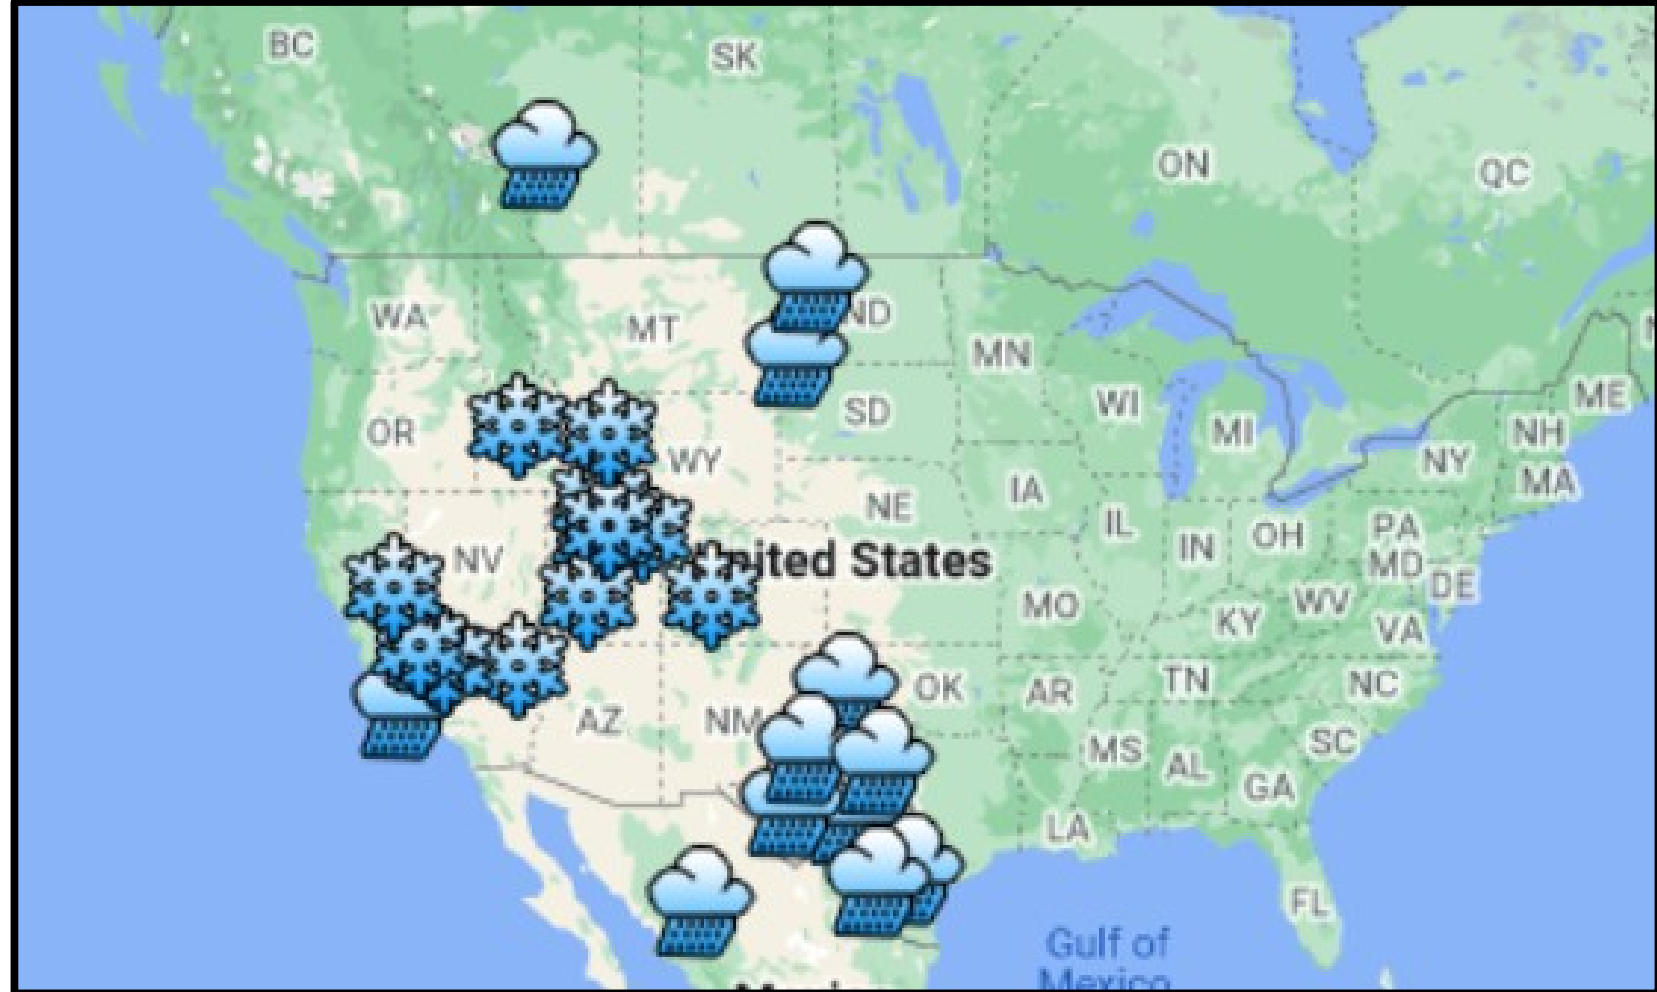 BC
SK
ON
QC
WA
MT
ND
MN
ME
OR
SD
WI
MI
NH
WY
NY
MA
NE
IA
IL
IN
OH
PA
NV
United States
MD
DE
MO
KY
WV
VA
OK
AR
TN
NC
AZ
NM
MS
AL
SC
GA
LA
FL
Gulf of
Mexico